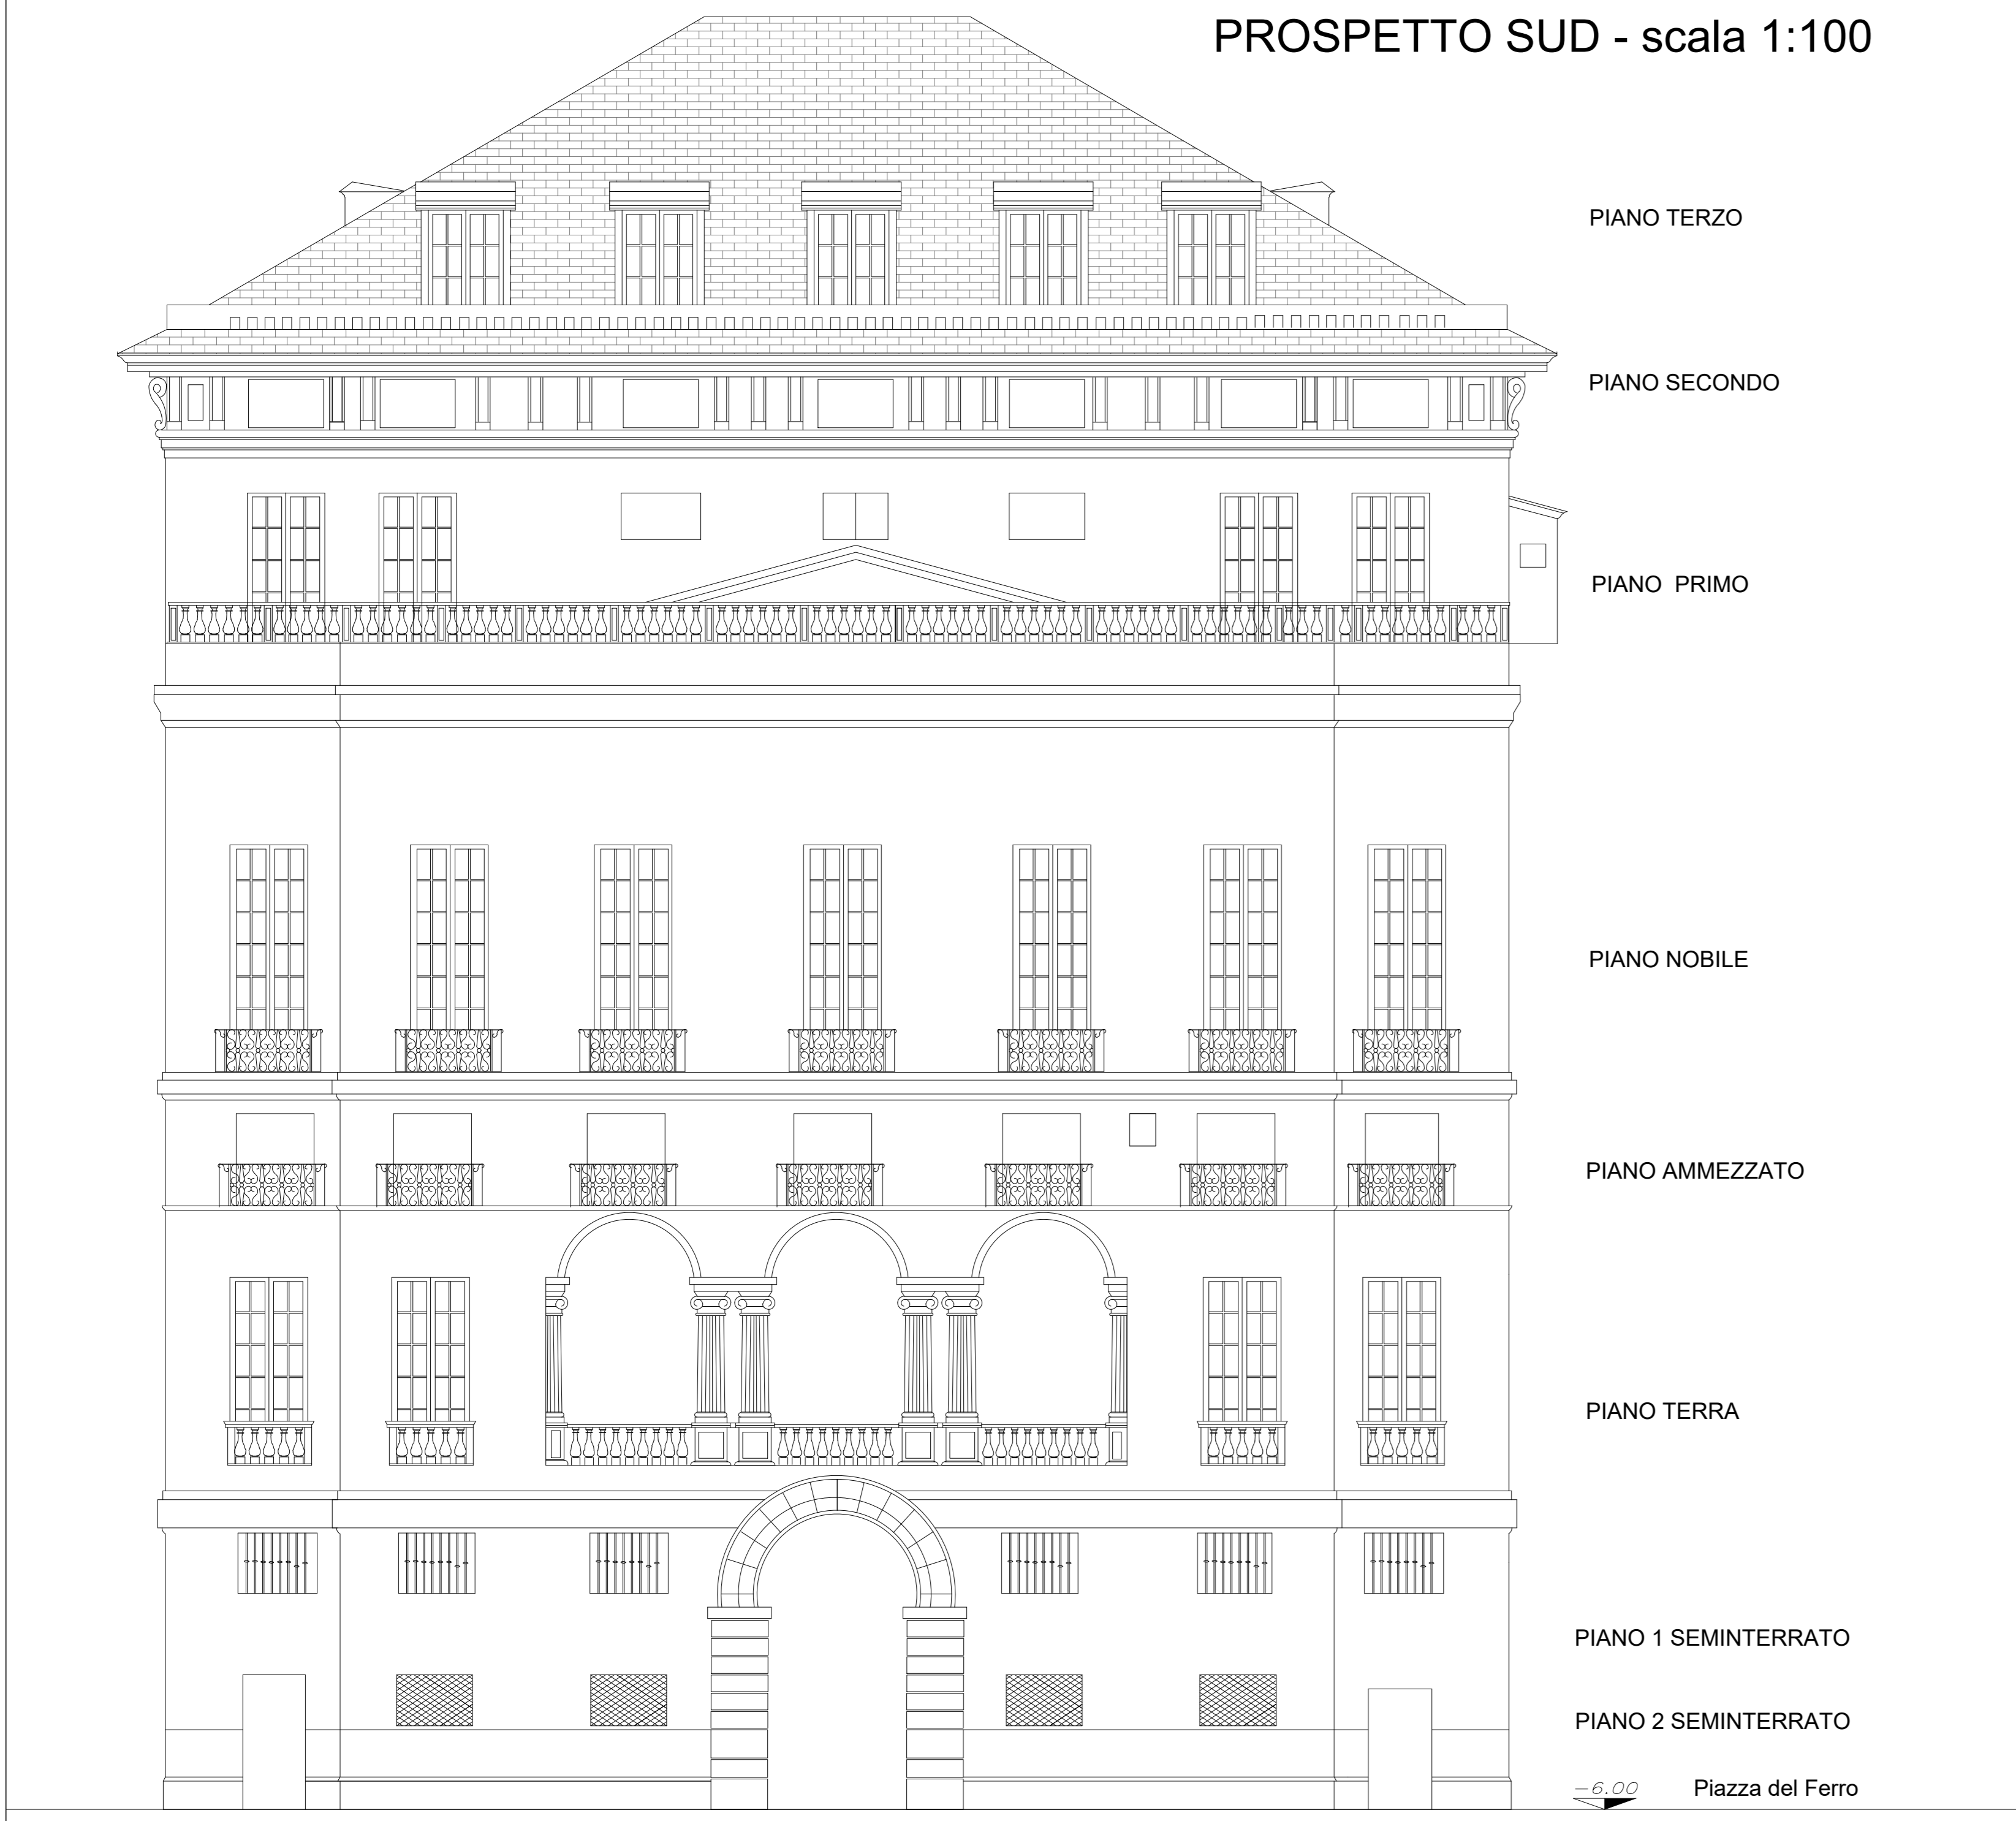 PROSPETTO SUD - scala 1:100
PIANO TERZO
PIANO SECONDO
PIANO PRIMO
PIANO NOBILE
PIANO AMMEZZATO
PIANO TERRA
PIANO 1 SEMINTERRATO
PIANO 2 SEMINTERRATO
-6.00 Piazza del Ferro